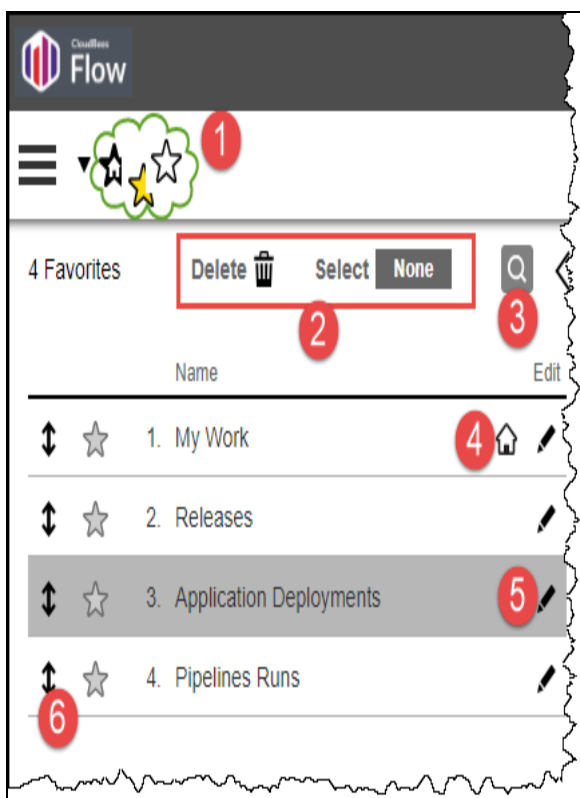 CloudBees
Flow
1
4 Favorites Delete Select None
2
3
Name Edit
1. My Work 4
2. Releases
3. Application Deployments 5
4. Pipelines Runs
6